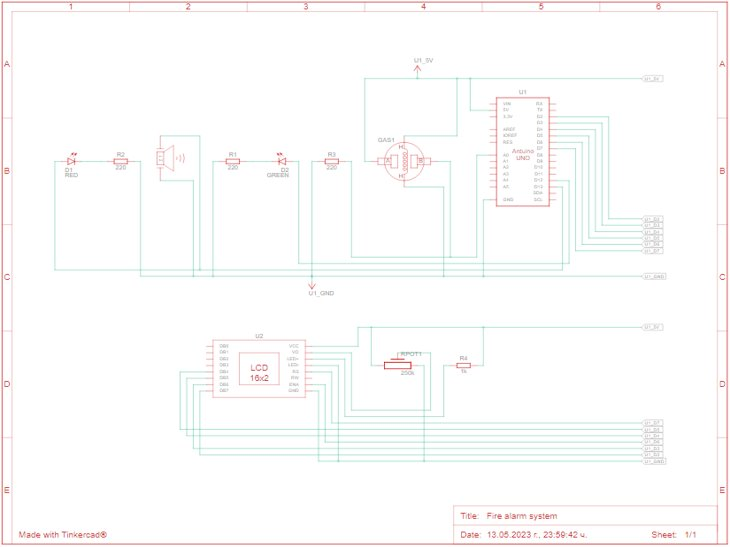 1 2 3 4 5 6
A A
U1_5V
U1_5V
U1
VIN RX
5V TX
3.3V D2
D3
AREF D4
IOREF D5
RES D6
D7
A0 D8
A1 D9
A2 D10
A3 D11
A4 D12
A5 D13
SDA
GND SCL
Arduino
UNO
GAS1
H
A B
H
R2
220
D1
RED
R1
220
D2
GREEN
R3
220
B B
U1_D2
U1_D3
U1_D4
U1_D5
U1_D6
U1_D7
C C
U1_GND
U1_GND
U1_5V
U2
DB0 VCC
DB1 VO
DB2 LED+
DB3 LED-
DB4 RS
DB5 RW
DB6 ENA
DB7 GND
LCD
16x2
RPOT1
250k
R4
1k
D D
U1_D7
U1_D5
U1_D4
U1_D6
U1_D3
U1_D2
U1_GND
E E
Title: Fire alarm system
Made with Tinkercad®
Date: 13.05.2023 г., 23:59:42 ч. Sheet: 1/1